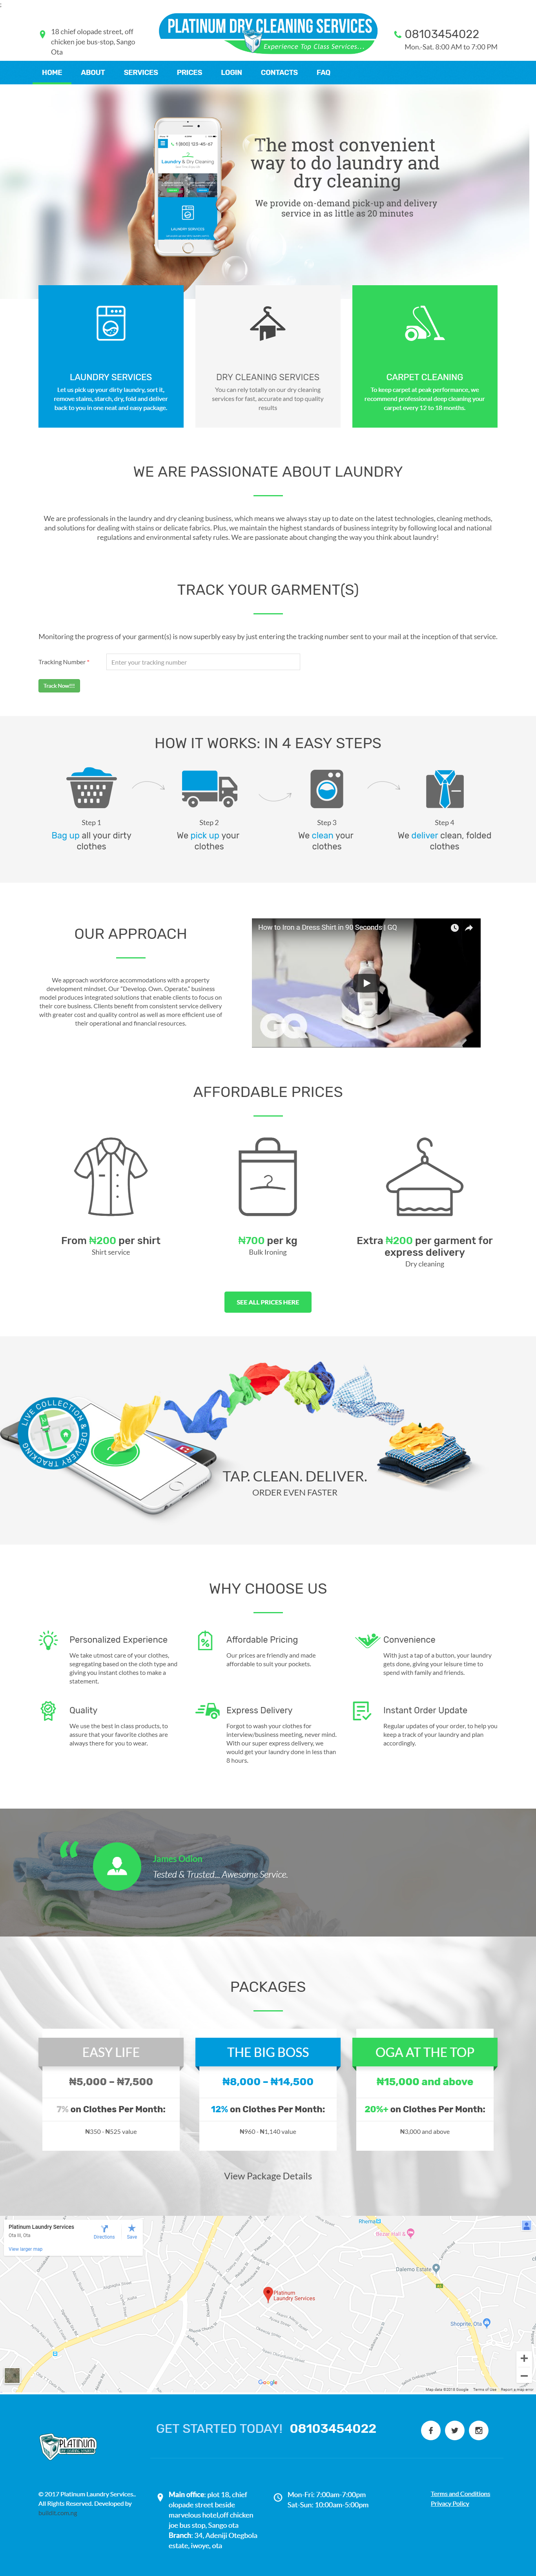 ;
18 chief olopade street, off
chicken joe bus-stop, Sango
Ota
PLATINUM DRY CLEANING SERVICES
Experience Top Class Services....
08103454022
Mon.-Sat. 8:00 AM to 7:00 PM
HOME ABOUT SERVICES PRICES LOGIN CONTACTS FAQ
1 (800) 123-45-67
Laundry & Dry Cleaning
LAUNDRY SERVICES
The most convenient
way to do laundry and
dry cleaning
We provide on-demand pick-up and delivery
service in as little as 20 minutes
LAUNDRY SERVICES
Let us pick up your dirty laundry, sort it,
remove stains, starch, dry, fold and deliver
back to you in one neat and easy package.
DRY CLEANING SERVICES
You can rely totally on our dry cleaning
services for fast, accurate and top quality
results
CARPET CLEANING
To keep carpet at peak performance, we
recommend professional deep cleaning your
carpet every 12 to 18 months.
WE ARE PASSIONATE ABOUT LAUNDRY
We are professionals in the laundry and dry cleaning business, which means we always stay up to date on the latest technologies, cleaning methods,
and solutions for dealing with stains or delicate fabrics. Plus, we maintain the highest standards of business integrity by following local and national
regulations and environmental safety rules. We are passionate about changing the way you think about laundry!
TRACK YOUR GARMENT(S)
Monitoring the progress of your garment(s) is now superbly easy by just entering the tracking number sent to your mail at the inception of that service.
Tracking Number * Enter your tracking number
Track Now!!!
HOW IT WORKS: IN 4 EASY STEPS
Step 1
Bag up all your dirty
clothes
Step 2
We pick up your
clothes
Step 3
We clean your
clothes
Step 4
We deliver clean, folded
clothes
OUR APPROACH
We approach workforce accommodations with a property
development mindset. Our "Develop. Own. Operate." business
model produces integrated solutions that enable clients to focus on
their core business. Clients benefit from consistent service delivery
with greater cost and quality control as well as more efficient use of
their operational and financial resources.
How to Iron a Dress Shirt in 90 Seconds | GQ
GQ
AFFORDABLE PRICES
From ₦200 per shirt
Shirt service
₦700 per kg
Bulk Ironing
Extra ₦200 per garment for
express delivery
Dry cleaning
SEE ALL PRICES HERE
LIVE COLLECTION & DELIVERY TRACKING
TAP. CLEAN. DELIVER.
ORDER EVEN FASTER
WHY CHOOSE US
Personalized Experience
We take utmost care of your clothes,
segregating based on the cloth type and
giving you instant clothes to make a
statement.
Affordable Pricing
Our prices are friendly and made
affordable to suit your pockets.
Convenience
With just a tap of a button, your laundry
gets done, giving your leisure time to
spend with family and friends.
Quality
We use the best in class products, to
assure that your favorite clothes are
always there for you to wear.
Express Delivery
Forgot to wash your clothes for
interview/business meeting, never mind.
With our super express delivery, we
would get your laundry done in less than
8 hours.
Instant Order Update
Regular updates of your order, to help you
keep a track of your laundry and plan
accordingly.
James Odion
Tested & Trusted... Awesome Service.
PACKAGES
EASY LIFE
₦5,000 – ₦7,500
7% on Clothes Per Month:
₦350 - ₦525 value
THE BIG BOSS
₦8,000 – ₦14,500
12% on Clothes Per Month:
₦960 - ₦1,140 value
OGA AT THE TOP
₦15,000 and above
20%+ on Clothes Per Month:
₦3,000 and above
View Package Details
Platinum Laundry Services
Ota III, Ota
Directions Save
View larger map
Dalemo Estate
Platinum
Laundry Services
Shoprite, Ota
Google
Map data ©2018 Google Terms of Use Report a map error
PLATINUM
GET STARTED TODAY! 08103454022
© 2017 Platinum Laundry Services..
All Rights Reserved. Developed by
Main office: plot 18, chief
olopade street beside
marvelous hotel,off chicken
joe bus stop, Sango ota
Branch: 34, Adeniji Otegbola
estate, iwoye, ota
Mon-Fri: 7:00am-7:00pm
Sat-Sun: 10:00am-5:00pm
Terms and Conditions
Privacy Policy